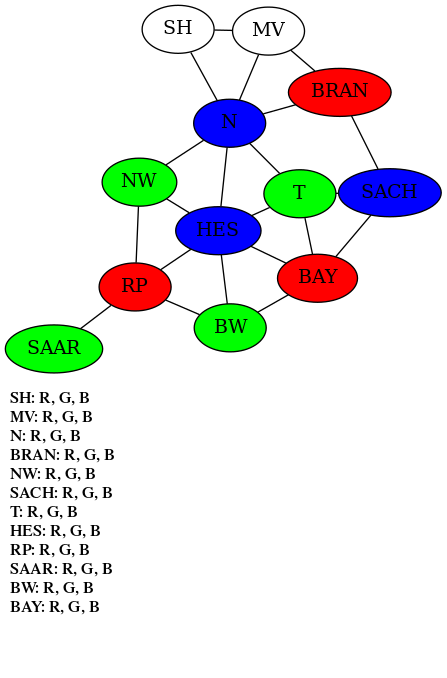 SH
MV
BRAN
N
NW
T
SACH
HES
BAY
RP
BW
SAAR
SH: R, G, B
MV: R, G, B
N: R, G, B
BRAN: R, G, B
NW: R, G, B
SACH: R, G, B
T: R, G, B
HES: R, G, B
RP: R, G, B
SAAR: R, G, B
BW: R, G, B
BAY: R, G, B